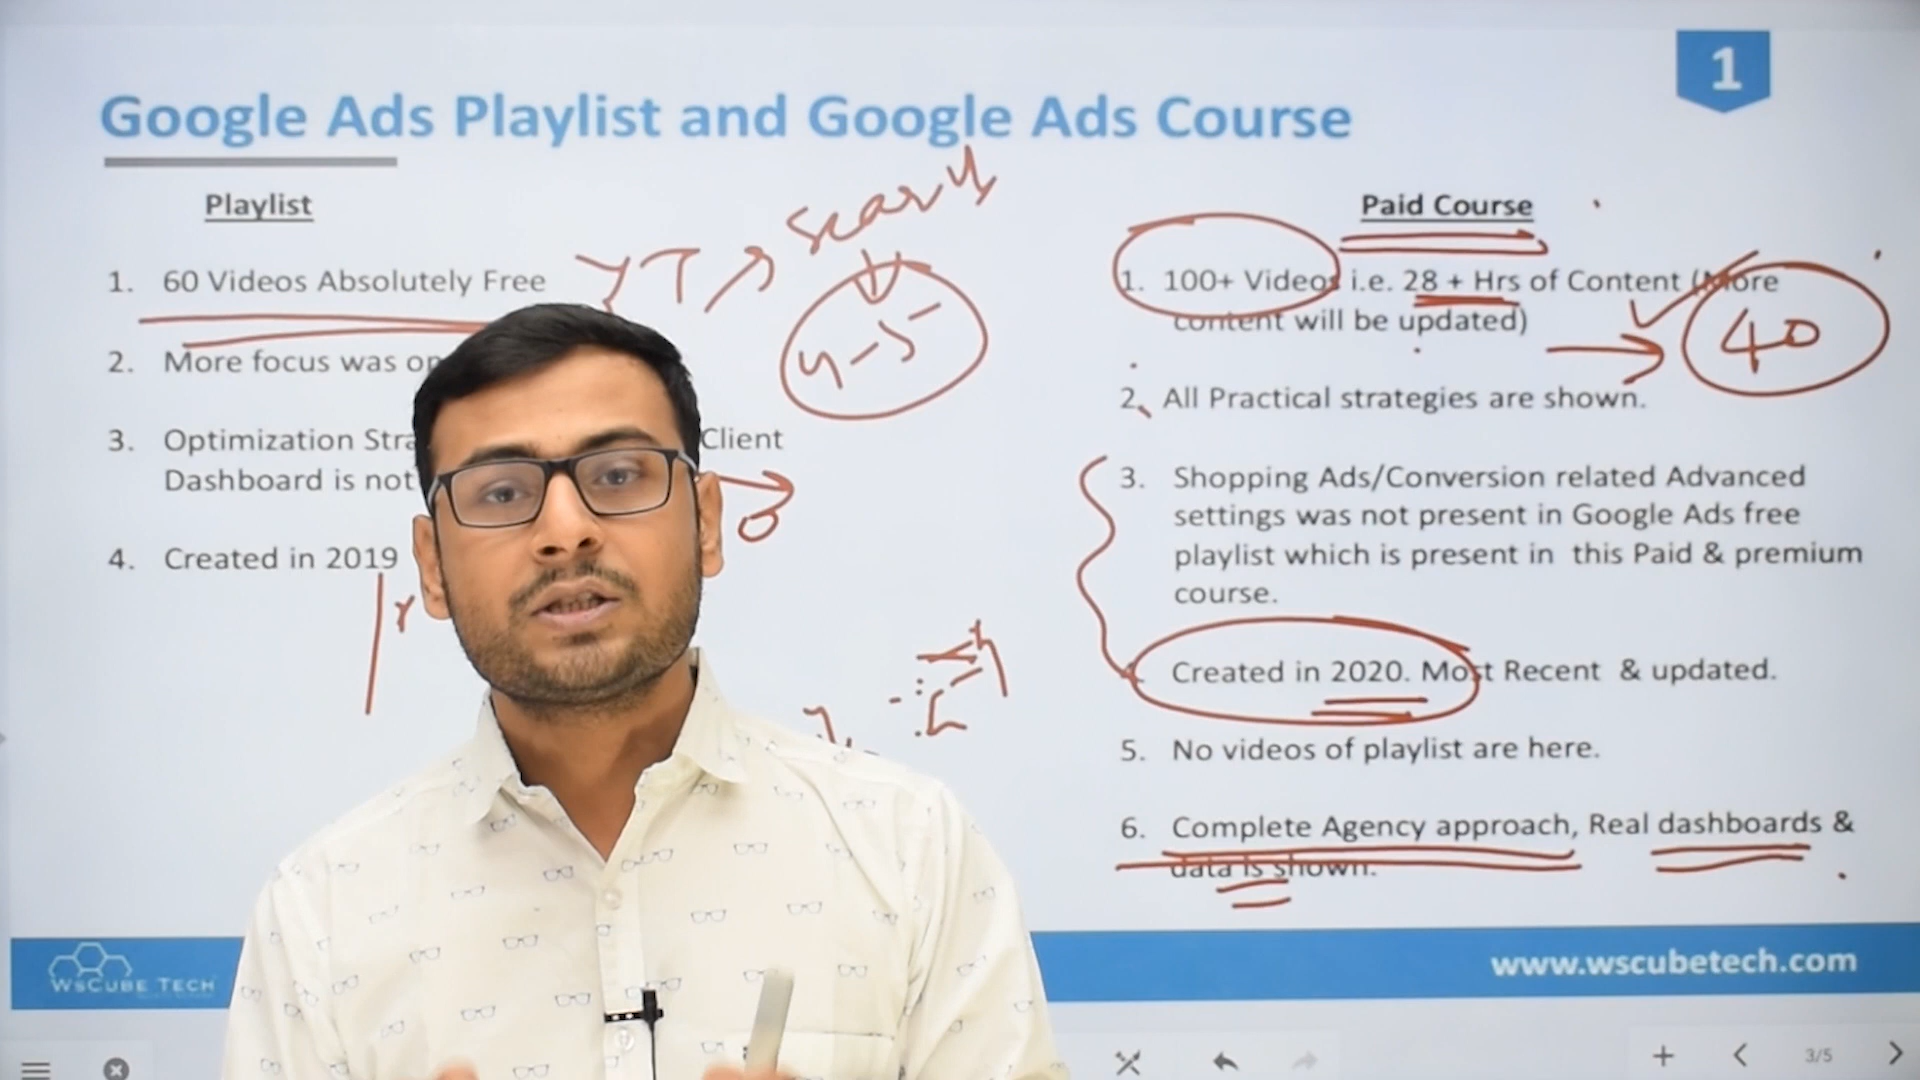 1
Google Ads Playlist and Google Ads Course
Playlist
1. 60 Videos Absolutely Free
2. More focus was on
3. Optimization Client
Dashboard is not
4. Created in 2019
YT
4-5
Paid Course
1. 100+ Videos i.e. 28 + Hrs of Content (More
content will be updated)
40
2. All Practical strategies are shown.
3. Shopping Ads/Conversion related Advanced
settings was not present in Google Ads free
playlist which is present in this Paid & premium
course.
Created in 2020. Most Recent & updated.
5. No videos of playlist are here.
6. Complete Agency approach, Real dashboards &
data is shown.
WsCube Tech
www.wscubetech.com
3/5